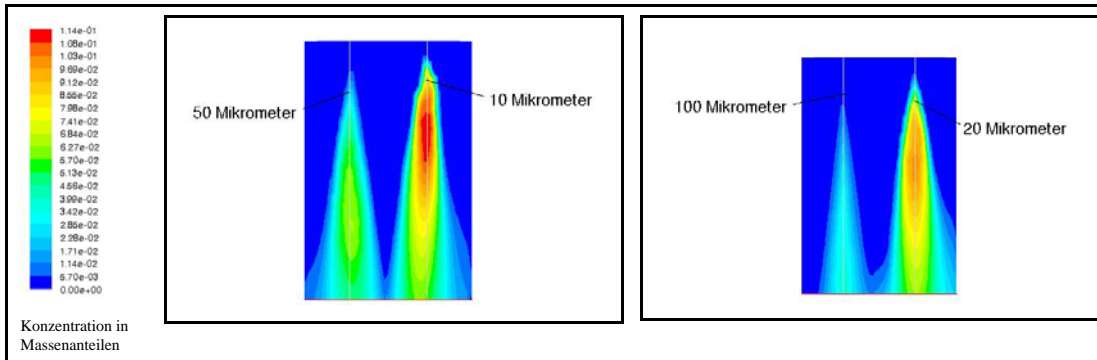 1.14e-01
1.08e-01
1.03e-01
9.69e-02
9.12e-02
8.55e-02
7.98e-02
7.41e-02
6.84e-02
6.27e-02
5.70e-02
5.13e-02
4.56e-02
3.99e-02
3.42e-02
2.85e-02
2.28e-02
1.71e-02
1.14e-02
5.70e-03
0.00e+00
Konzentration in
Massenanteilen
50 Mikrometer
10 Mikrometer
100 Mikrometer
20 Mikrometer